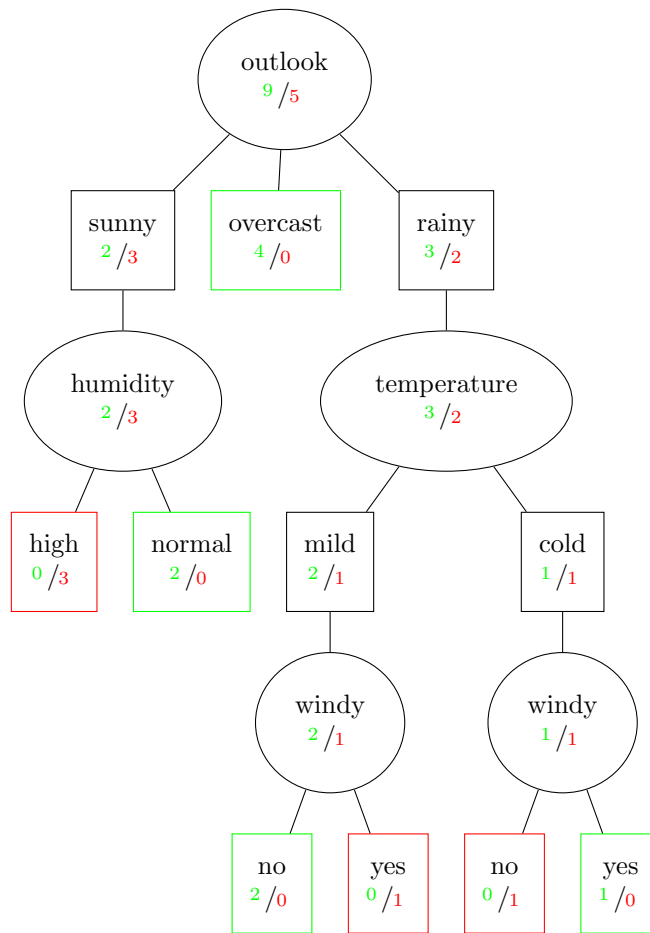 outlook
9/5
sunny
2/3
overcast
4/0
rainy
3/2
humidity
2/3
temperature
3/2
high
0/3
normal
2/0
mild
2/1
cold
1/1
windy
2/1
windy
1/1
no
2/0
yes
0/1
no
0/1
yes
1/0